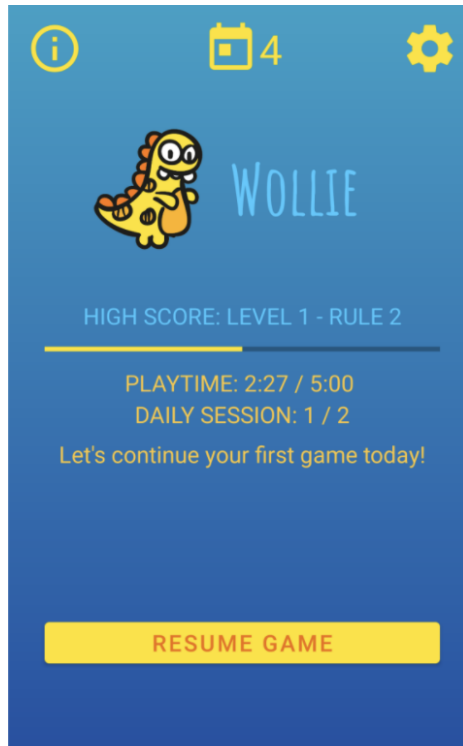 4
Wollie
HIGH SCORE: LEVEL 1 - RULE 2
PLAYTIME: 2:27 / 5:00
DAILY SESSION: 1 / 2
Let's continue your first game today!
RESUME GAME